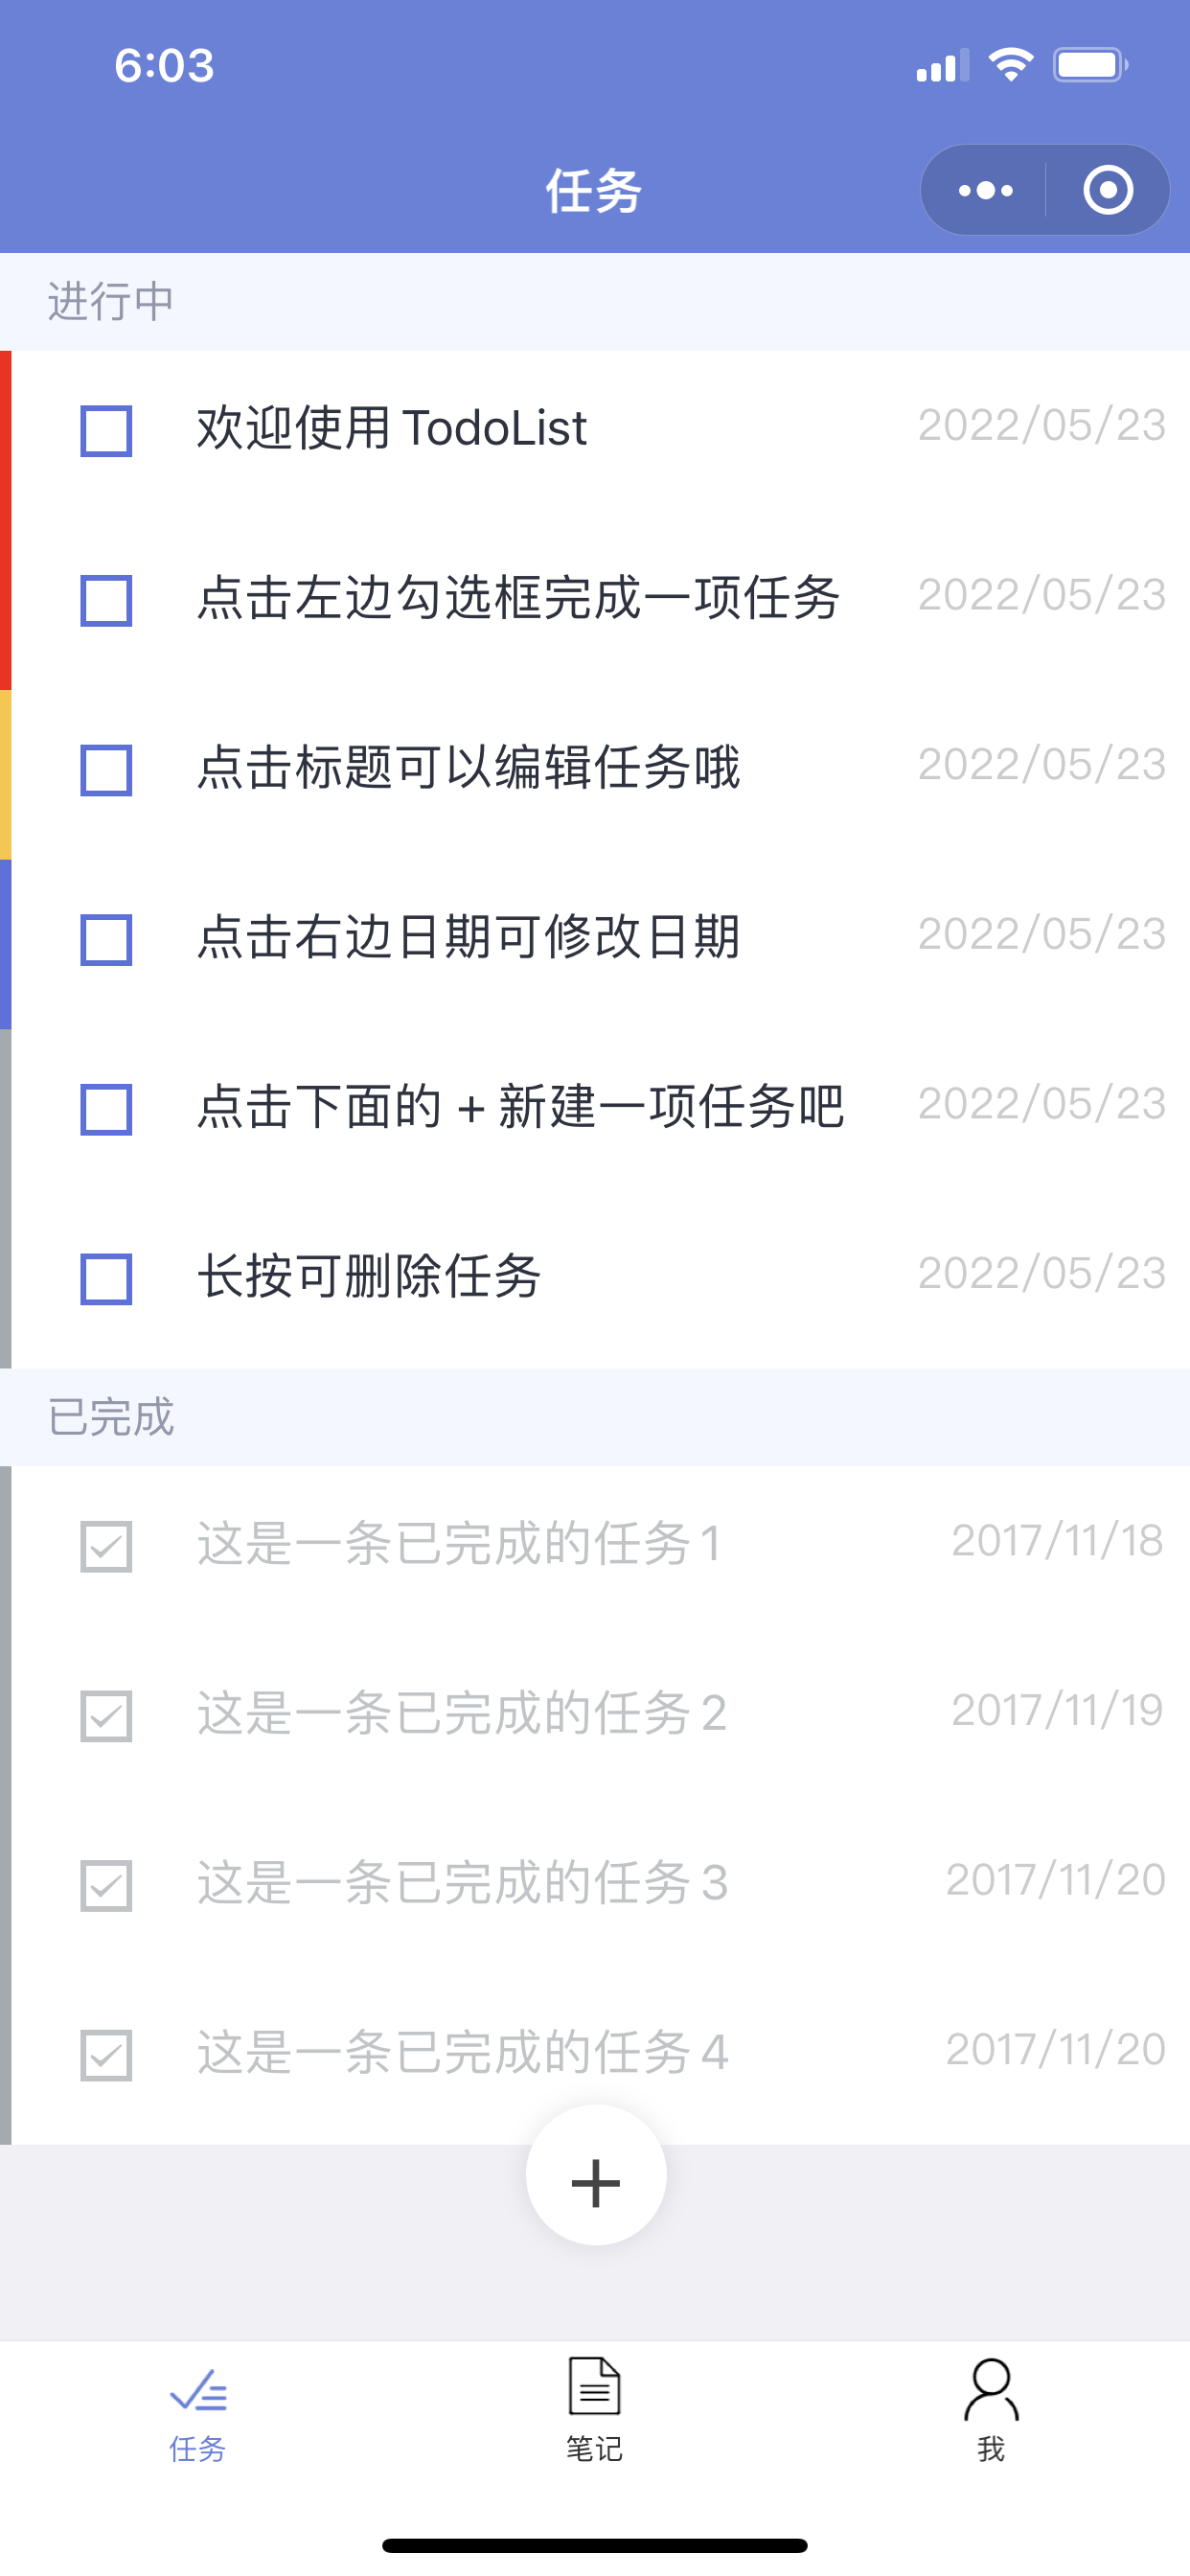 6:03
任务
进行中
欢迎使用 TodoList 2022/05/23
点击左边勾选框完成一项任务 2022/05/23
点击标题可以编辑任务哦 2022/05/23
点击右边日期可修改日期 2022/05/23
点击下面的 + 新建一项任务吧 2022/05/23
长按可删除任务 2022/05/23
已完成
这是一条已完成的任务 1 2017/11/18
这是一条已完成的任务 2 2017/11/19
这是一条已完成的任务 3 2017/11/20
这是一条已完成的任务 4 2017/11/20
+
任务 笔记 我